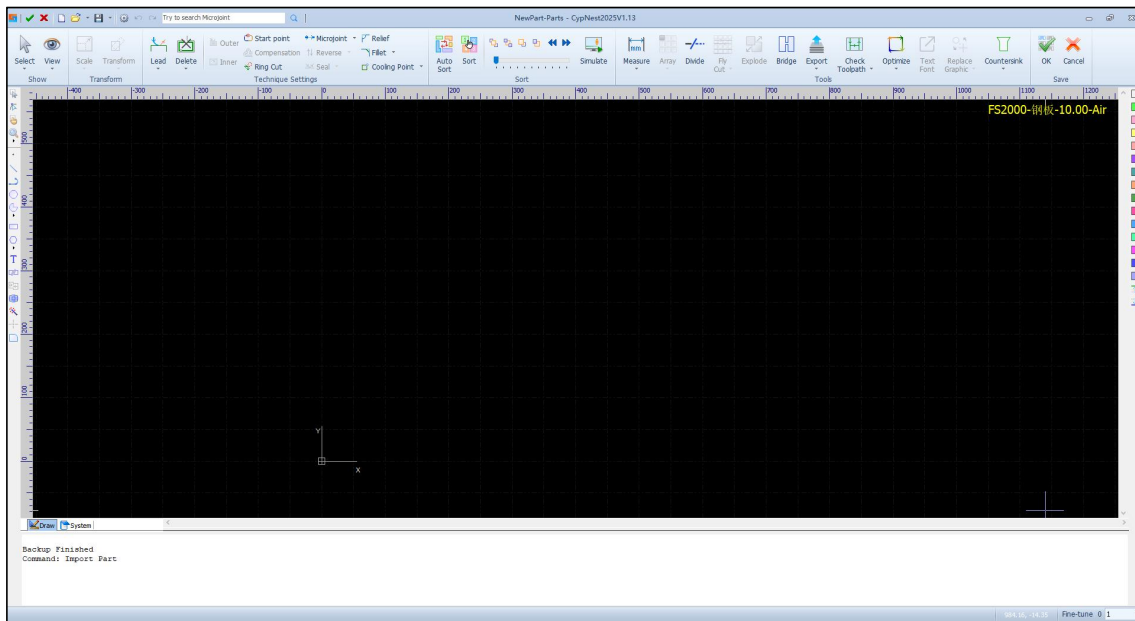 Try to search Microjoint
NewPart-Parts - CypNest2025V1.13
Select View Scale Transform Lead Delete
Outer Start point Microjoint Relief
Compensation Reverse Fillet
Inner Ring Cut Seal Cooling Point
Auto Sort Sort Simulate
Measure Array Divide Fly Cut Explode Bridge Export Check Toolpath Optimize Text Font Replace Graphic Countersink OK Cancel
Show Transform Technique Settings Sort Tools Save
-400 -300 -200 -100 0 100 200 300 400 500 600 700 800 900 1000 1100 1200
FS2000-钢板-10.00-Air
500
400
300
200
100
0
Y
X
Draw System
Backup Finished
Command: Import Part
Fine-tune 0 1